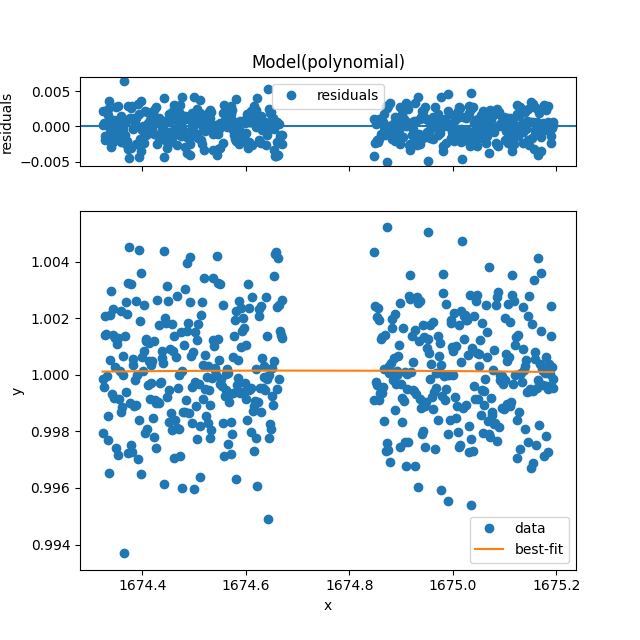 Model(polynomial)
residuals
0.005
0.000
−0.005
residuals
y
1.004
1.002
1.000
0.998
0.996
0.994
data
best-fit
1674.4
1674.6
1674.8
1675.0
1675.2
x